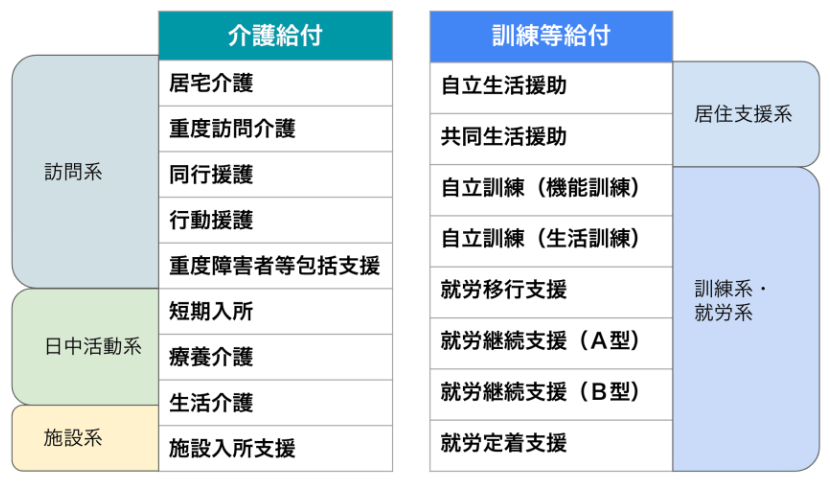 介護給付
訪問系
居宅介護
重度訪問介護
同行援護
行動援護
重度障害者等包括支援
日中活動系
短期入所
療養介護
生活介護
施設系
施設入所支援
訓練等給付
自立生活援助
共同生活援助
居住支援系
自立訓練（機能訓練）
自立訓練（生活訓練）
就労移行支援
就労継続支援（Ａ型）
就労継続支援（Ｂ型）
就労定着支援
訓練系・
就労系